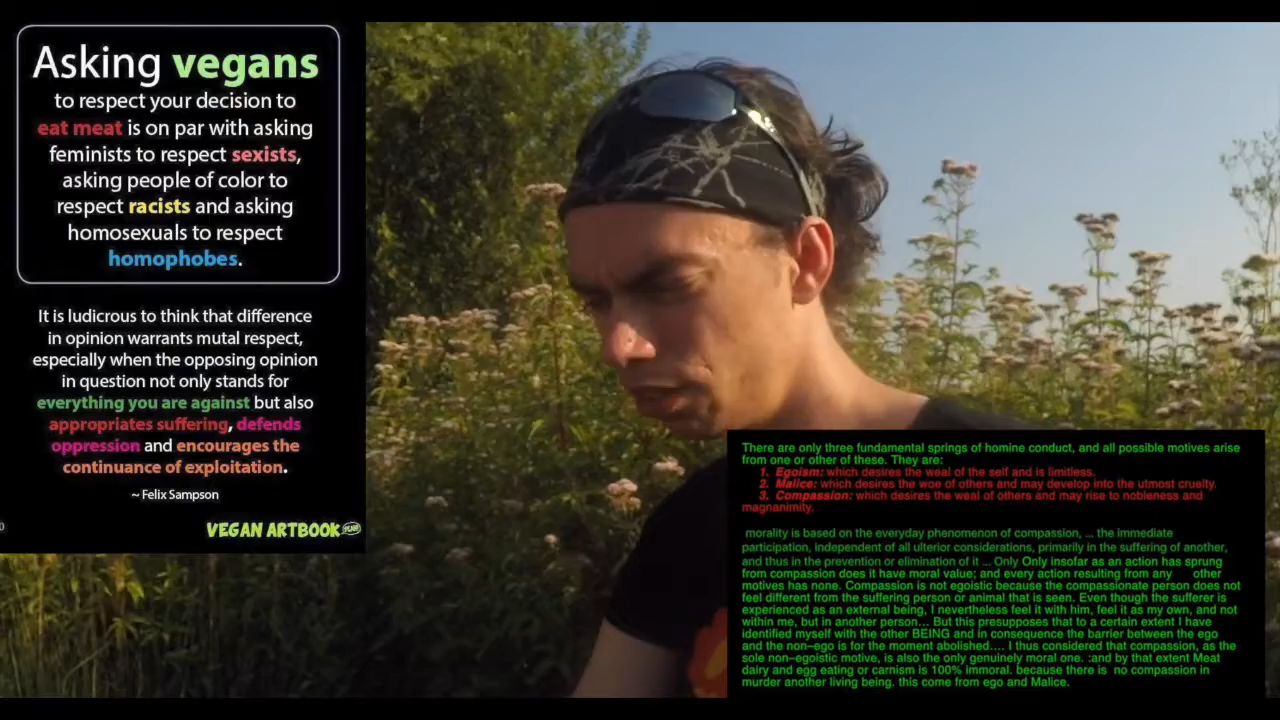 Asking vegans
to respect your decision to
eat meat is on par with asking
feminists to respect sexists,
asking people of color to
respect racists and asking
homosexuals to respect
homophobes.
It is ludicrous to think that difference
in opinion warrants mutal respect,
especially when the opposing opinion
in question not only stands for
everything you are against but also
appropriates suffering, defends
oppression and encourages the
continuance of exploitation.
~ Felix Sampson
VEGAN ARTBOOK
There are only three fundamental springs of homine conduct, and all possible motives arise
from one or other of these. They are:
1. Egoism: which desires the weal of the self and is limitless.
2. Malice: which desires the woe of others and may develop into the utmost cruelty.
3. Compassion: which desires the weal of others and may rise to nobleness and
magnanimity.
morality is based on the everyday phenomenon of compassion, ... the immediate
participation, independent of all ulterior considerations, primarily in the suffering of another,
and thus in the prevention or elimination of it ... Only Only insofar as an action has sprung
from compassion does it have moral value; and every action resulting from any other
motives has none. Compassion is not egoistic because the compassionate person does not
feel different from the suffering person or animal that is seen. Even though the sufferer is
experienced as an external being, I nevertheless feel it with him, feel it as my own, and not
within me, but in another person... But this presupposes that to a certain extent I have
identified myself with the other BEING and in consequence the barrier between the ego
and the non-ego is for the moment abolished.... I thus considered that compassion, as the
sole non-egoistic motive, is also the only genuinely moral one. :and by that extent Meat
dairy and egg eating or carnism is 100% immoral. because there is no compassion in
murder another living being. this come from ego and Malice.